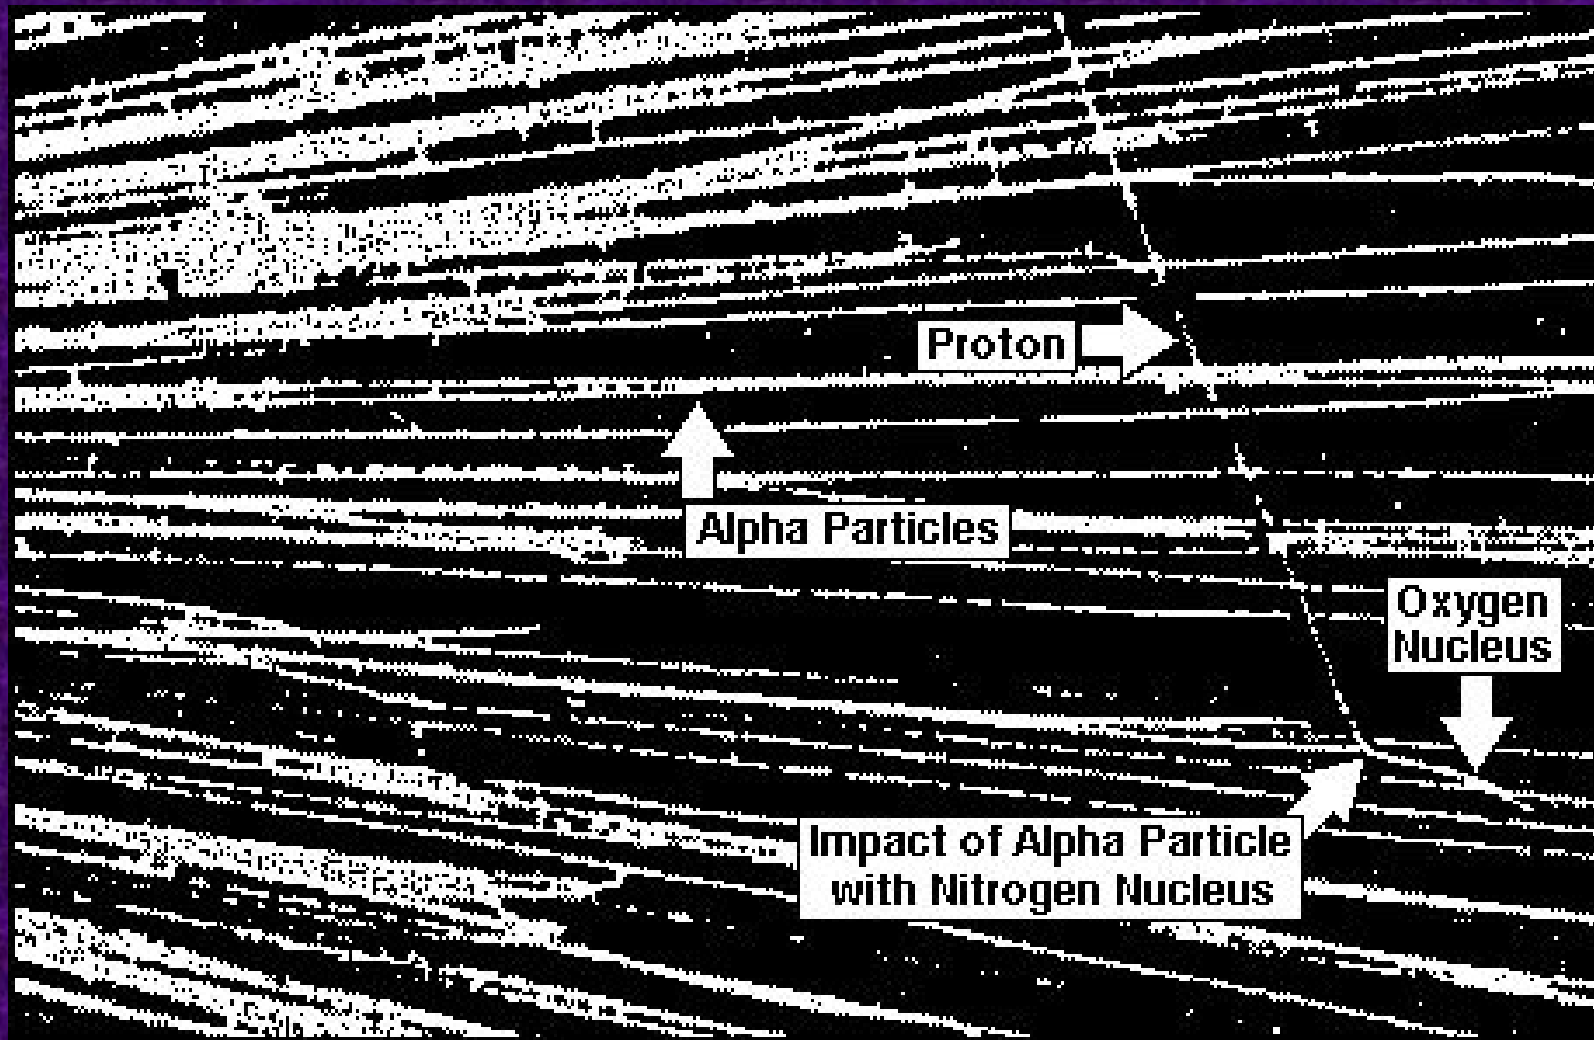 Proton
Alpha Particles
Oxygen
Nucleus
Impact of Alpha Particle
with Nitrogen Nucleus